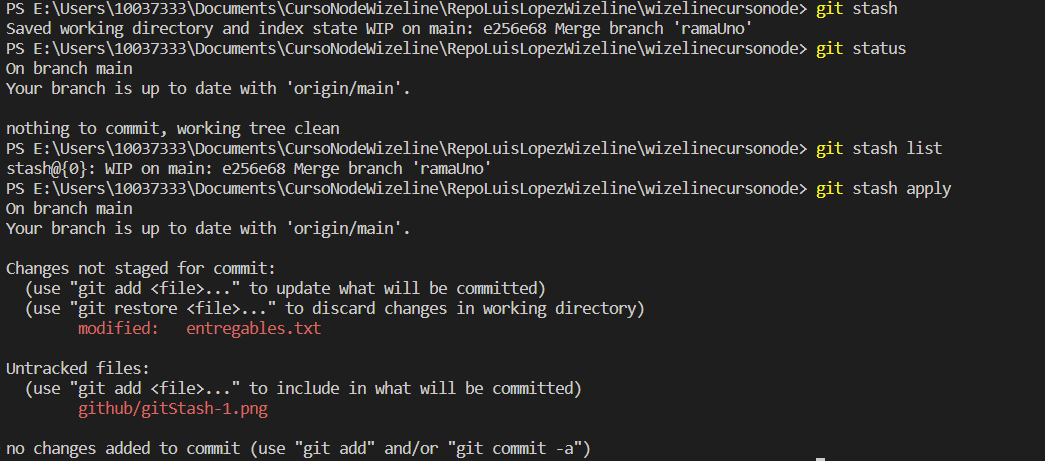 PS E:\Users\10037333\Documents\CursoNodeWizeline\RepoLuisLopezWizeline\wizelinecursonode> git stash
Saved working directory and index state WIP on main: e256e68 Merge branch 'ramaUno'
PS E:\Users\10037333\Documents\CursoNodeWizeline\RepoLuisLopezWizeline\wizelinecursonode> git status
On branch main
Your branch is up to date with 'origin/main'.

nothing to commit, working tree clean
PS E:\Users\10037333\Documents\CursoNodeWizeline\RepoLuisLopezWizeline\wizelinecursonode> git stash list
stash@{0}: WIP on main: e256e68 Merge branch 'ramaUno'
PS E:\Users\10037333\Documents\CursoNodeWizeline\RepoLuisLopezWizeline\wizelinecursonode> git stash apply
On branch main
Your branch is up to date with 'origin/main'.

Changes not staged for commit:
  (use "git add <file>..." to update what will be committed)
  (use "git restore <file>..." to discard changes in working directory)
        modified:   entregables.txt

Untracked files:
  (use "git add <file>..." to include in what will be committed)
        github/gitStash-1.png

no changes added to commit (use "git add" and/or "git commit -a")